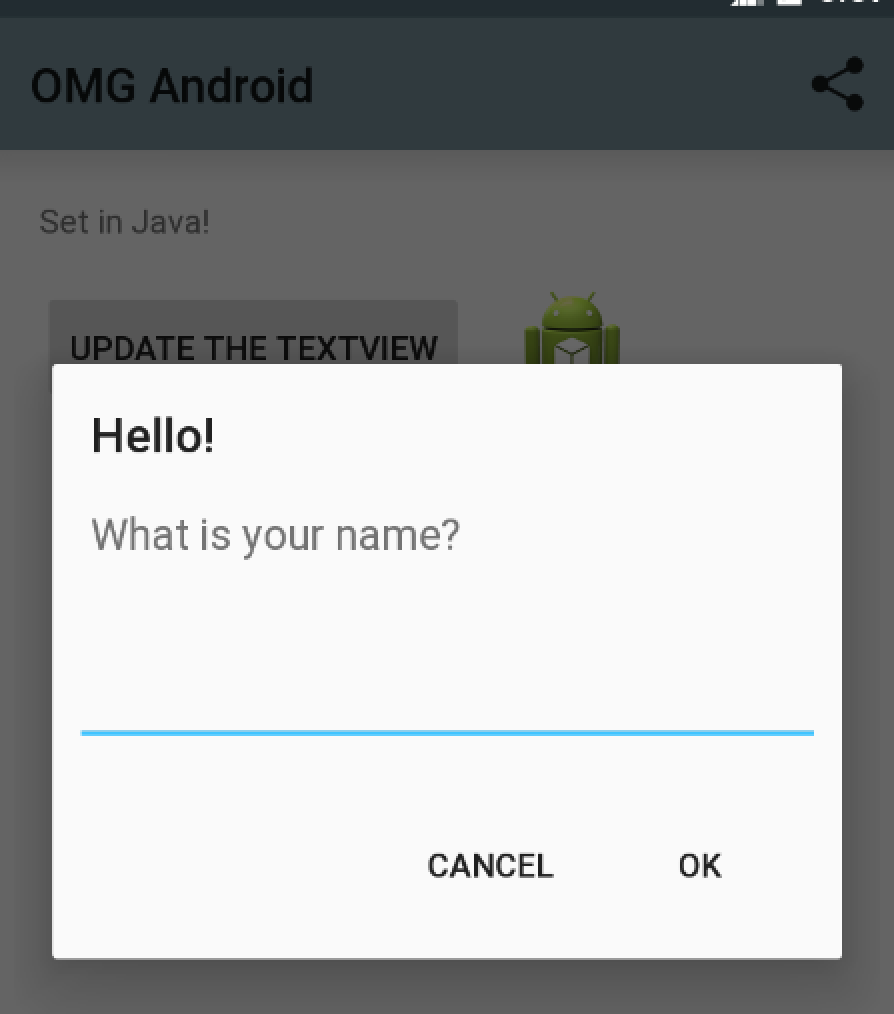 OMG Android
Set in Java!
UPDATE THE TEXTVIEW
Hello!
What is your name?
CANCEL OK